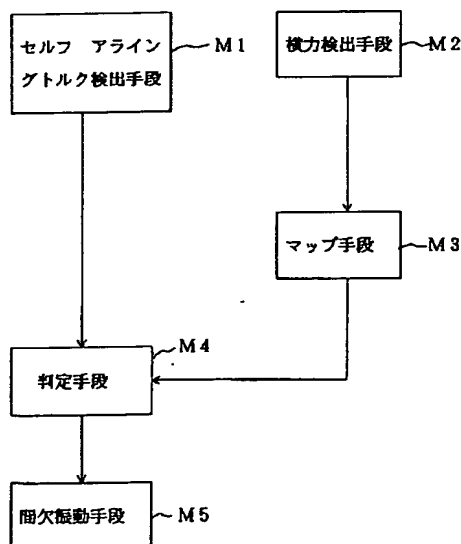 セルフ アライン
グトルク検出手段
M1
横力検出手段
M2
マップ手段
M3
M4
判定手段
間欠振動手段
M5